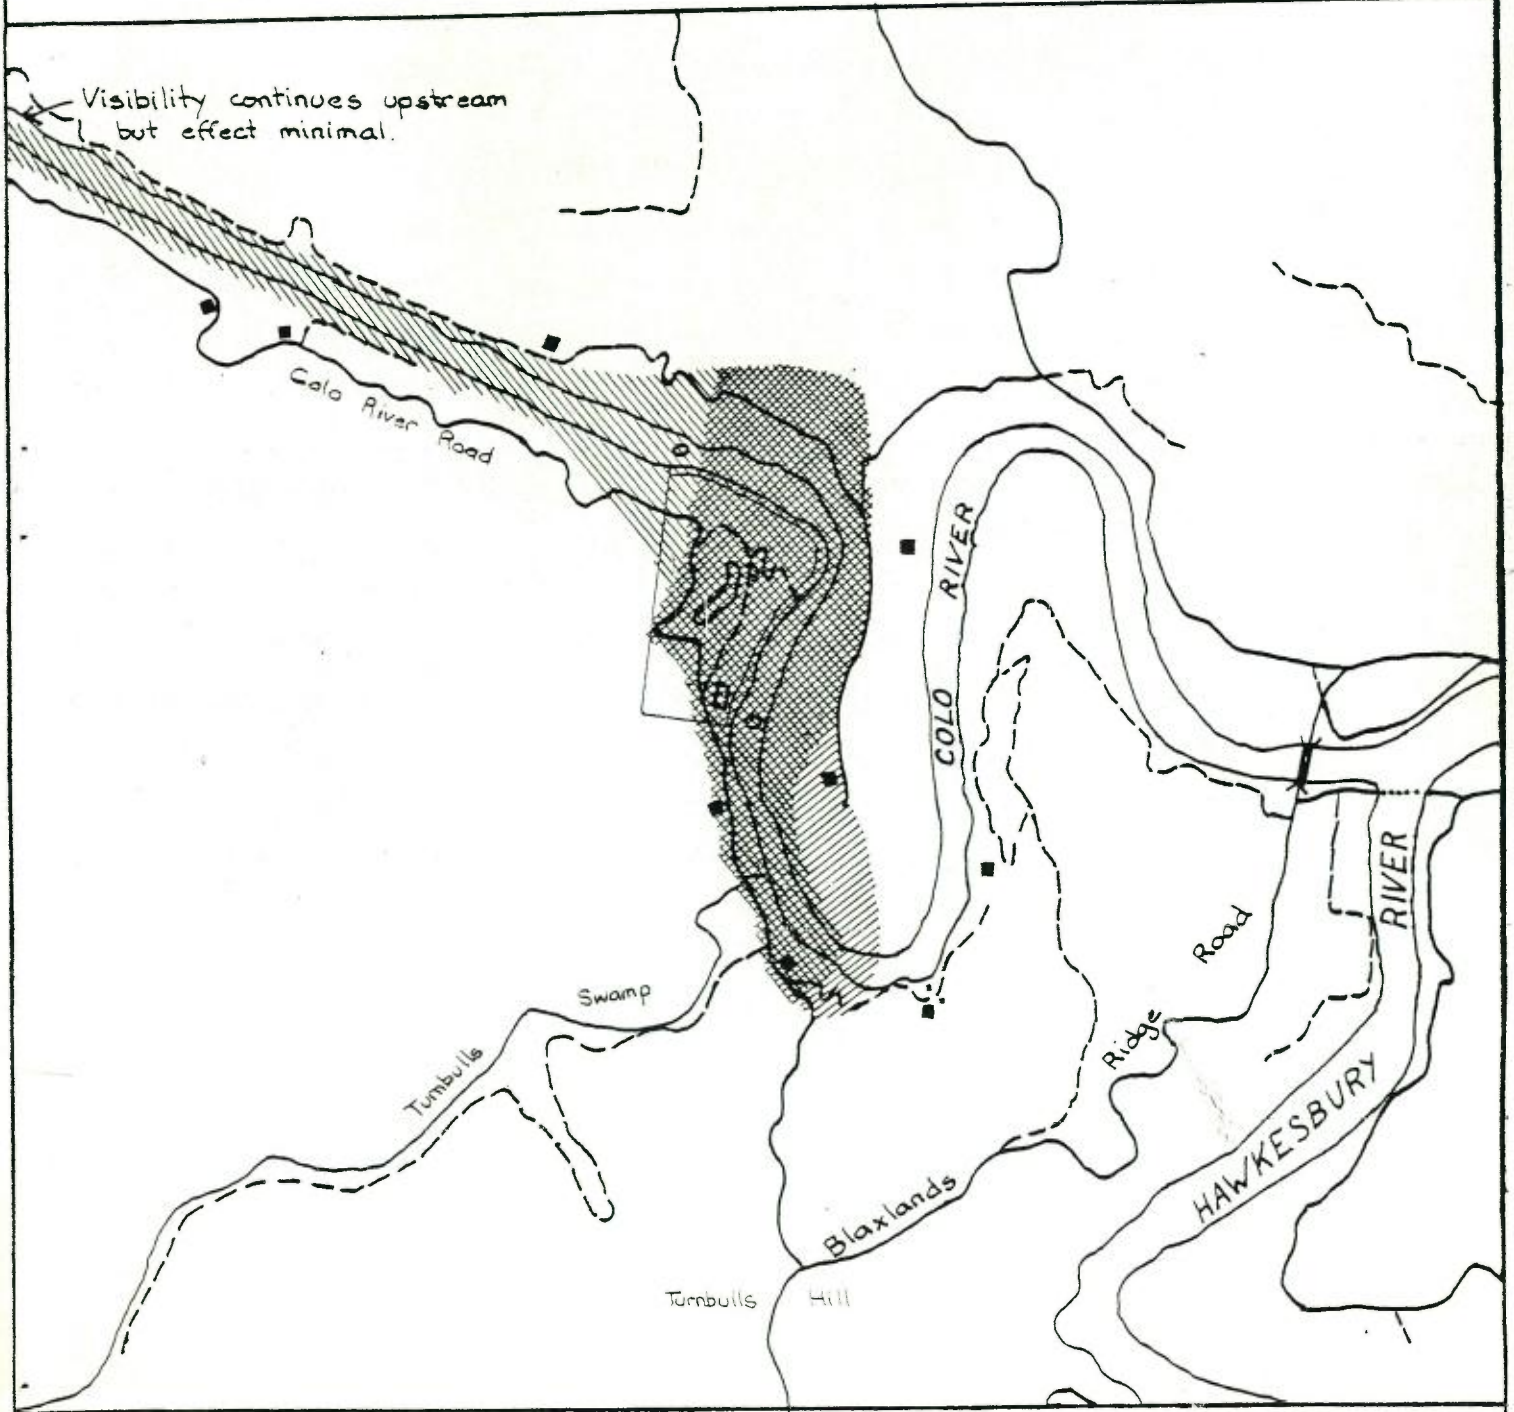 Visibility continues upstream
but effect minimal.
Colo River Road
COLO RIVER
Road
RIVER
Swamp
Turnbulls
Ridge
HAWKESBURY
Blaxlands
Turnbulls Hill